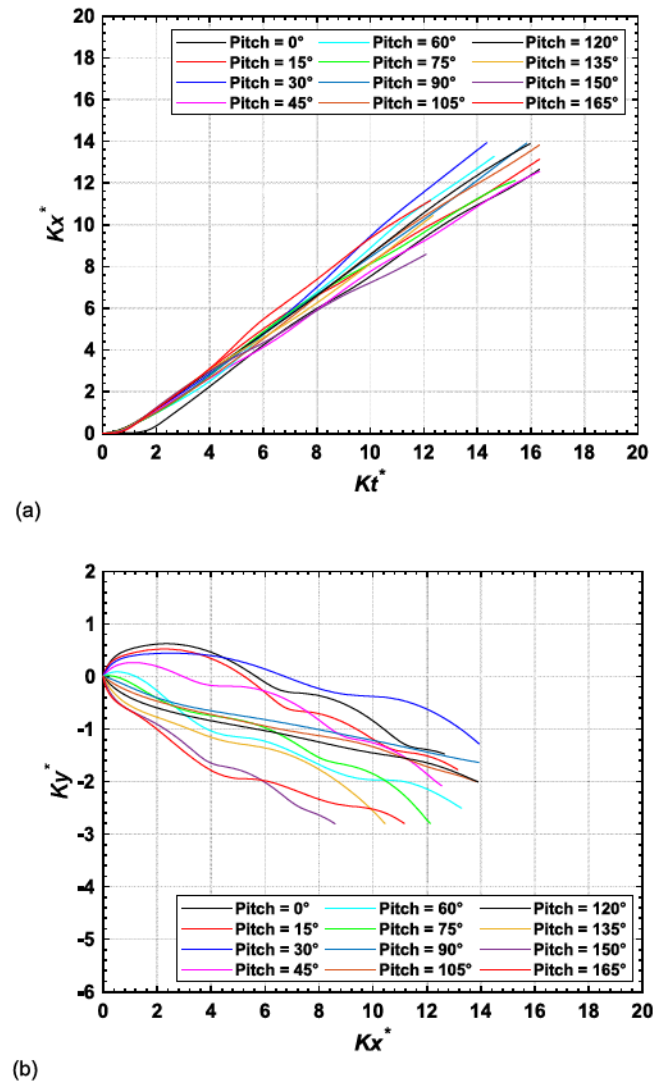 20
18
16
14
12
10
8
6
4
2
0
Kx*
Pitch = 0° Pitch = 60° Pitch = 120°
Pitch = 15° Pitch = 75° Pitch = 135°
Pitch = 30° Pitch = 90° Pitch = 150°
Pitch = 45° Pitch = 105° Pitch = 165°
0 2 4 6 8 10 12 14 16 18 20
Kt*
(a)
2
1
0
-1
-2
-3
-4
-5
-6
Ky*
Pitch = 0° Pitch = 60° Pitch = 120°
Pitch = 15° Pitch = 75° Pitch = 135°
Pitch = 30° Pitch = 90° Pitch = 150°
Pitch = 45° Pitch = 105° Pitch = 165°
0 2 4 6 8 10 12 14 16 18 20
Kx*
(b)